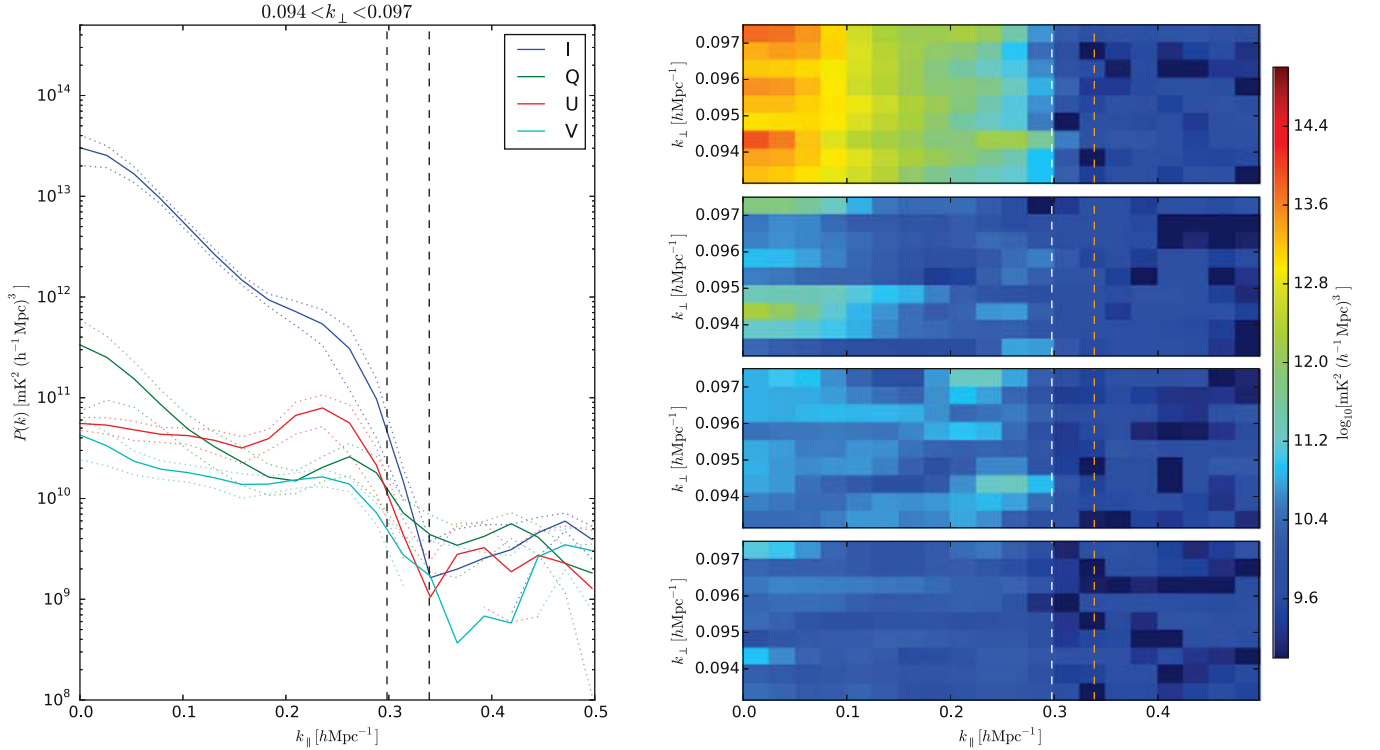 0.094 < k⊥ < 0.097
I
Q
U
V
10^14
10^13
10^12
10^11
10^10
10^9
10^8
P(k) [mK² (h⁻¹ Mpc)³ ]
0.0 0.1 0.2 0.3 0.4 0.5
k∥ [hMpc⁻¹]
0.097
0.096
0.095
0.094
k⊥ [hMpc⁻¹]
0.097
0.096
0.095
0.094
k⊥ [hMpc⁻¹]
0.097
0.096
0.095
0.094
k⊥ [hMpc⁻¹]
0.097
0.096
0.095
0.094
k⊥ [hMpc⁻¹]
0.0 0.1 0.2 0.3 0.4
k∥ [hMpc⁻¹]
14.4
13.6
12.8
12.0
11.2
10.4
9.6
log₁₀[mK² (h⁻¹ Mpc)³ ]